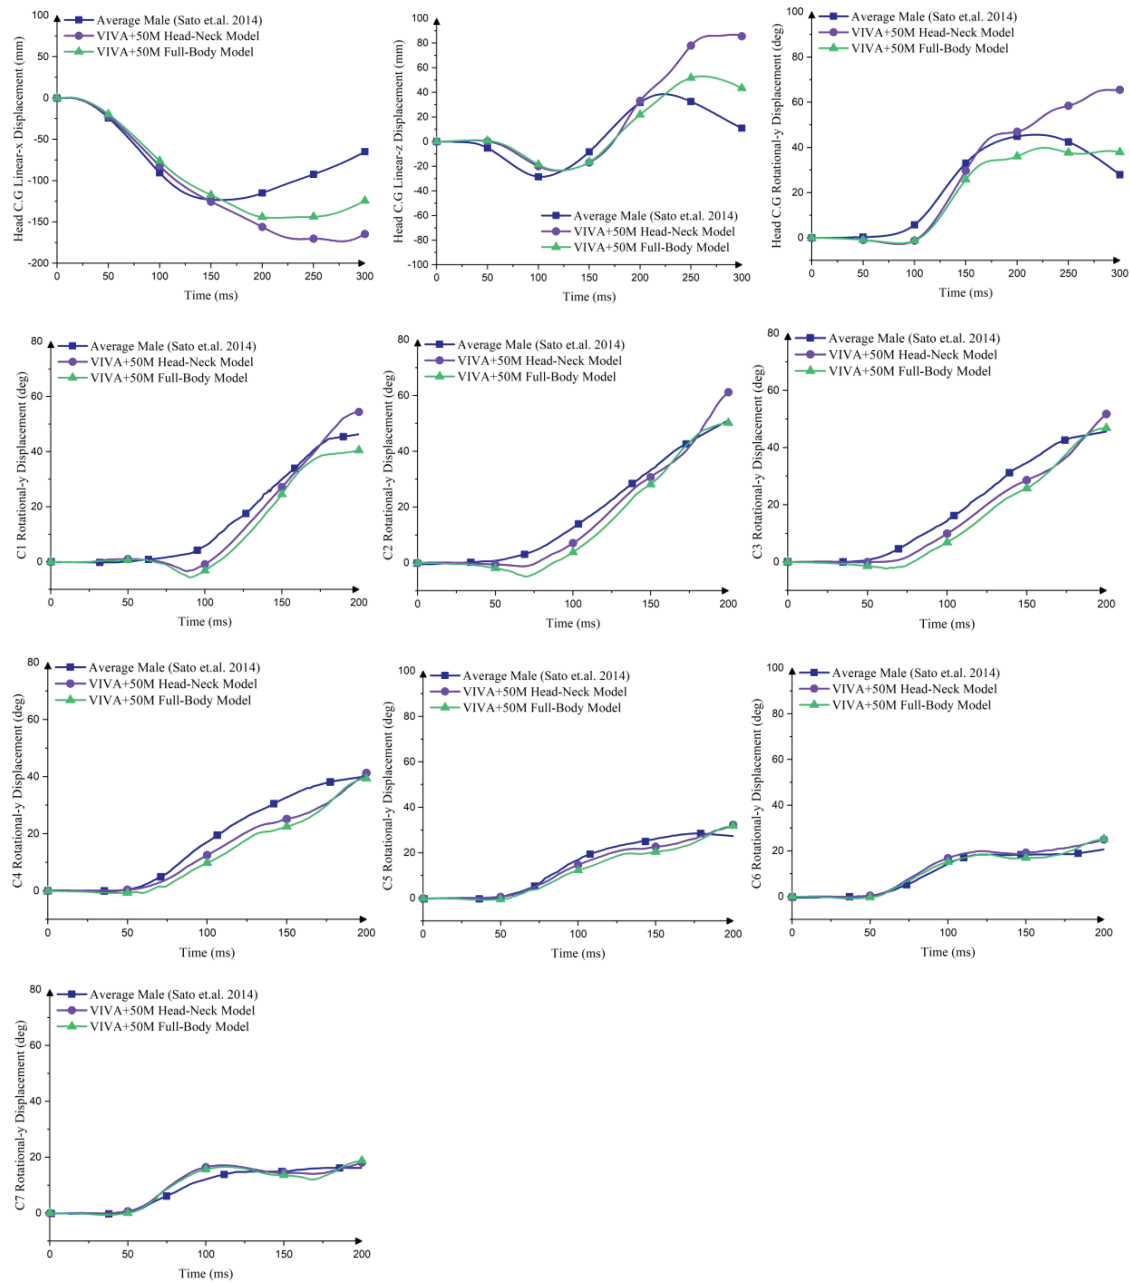 Head C.G Linear-x Displacement (mm)
100
50
0
-50
-100
-150
-200
Average Male (Sato et.al. 2014)
VIVA+50M Head-Neck Model
VIVA+50M Full-Body Model
0 50 100 150 200 250 300
Time (ms)
Head C.G Linear-z Displacement (mm)
100
80
60
40
20
0
-20
-40
-60
-80
-100
Average Male (Sato et.al. 2014)
VIVA+50M Head-Neck Model
VIVA+50M Full-Body Model
0 50 100 150 200 250 300
Time (ms)
Head C.G Rotational-y Displacement (deg)
100
80
60
40
20
0
Average Male (Sato et.al. 2014)
VIVA+50M Head-Neck Model
VIVA+50M Full-Body Model
0 50 100 150 200 250 300
Time (ms)
C1 Rotational-y Displacement (deg)
80
60
40
20
0
Average Male (Sato et.al. 2014)
VIVA+50M Head-Neck Model
VIVA+50M Full-Body Model
0 50 100 150 200
Time (ms)
C2 Rotational-y Displacement (deg)
80
60
40
20
0
Average Male (Sato et.al. 2014)
VIVA+50M Head-Neck Model
VIVA+50M Full-Body Model
0 50 100 150 200
Time (ms)
C3 Rotational-y Displacement (deg)
80
60
40
20
0
Average Male (Sato et.al. 2014)
VIVA+50M Head-Neck Model
VIVA+50M Full-Body Model
0 50 100 150 200
Time (ms)
C4 Rotational-y Displacement (deg)
80
60
40
20
0
Average Male (Sato et.al. 2014)
VIVA+50M Head-Neck Model
VIVA+50M Full-Body Model
0 50 100 150 200
Time (ms)
C5 Rotational-y Displacement (deg)
100
80
60
40
20
0
Average Male (Sato et.al. 2014)
VIVA+50M Head-Neck Model
VIVA+50M Full-Body Model
0 50 100 150 200
Time (ms)
C6 Rotational-y Displacement (deg)
100
80
60
40
20
0
Average Male (Sato et.al. 2014)
VIVA+50M Head-Neck Model
VIVA+50M Full-Body Model
0 50 100 150 200
Time (ms)
C7 Rotational-y Displacement (deg)
80
60
40
20
0
Average Male (Sato et.al. 2014)
VIVA+50M Head-Neck Model
VIVA+50M Full-Body Model
0 50 100 150 200
Time (ms)